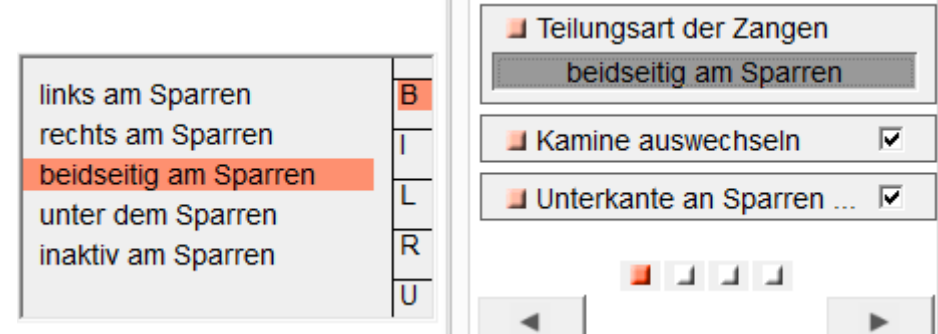 links am Sparren
rechts am Sparren
beidseitig am Sparren
unter dem Sparren
inaktiv am Sparren
B
I
L
R
U
Teilungsart der Zangen
beidseitig am Sparren
Kamine auswechseln
Unterkante an Sparren ...